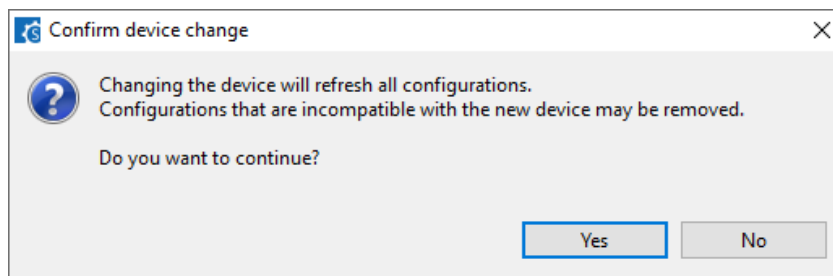 Confirm device change
Changing the device will refresh all configurations.
Configurations that are incompatible with the new device may be removed.
Do you want to continue?
Yes No